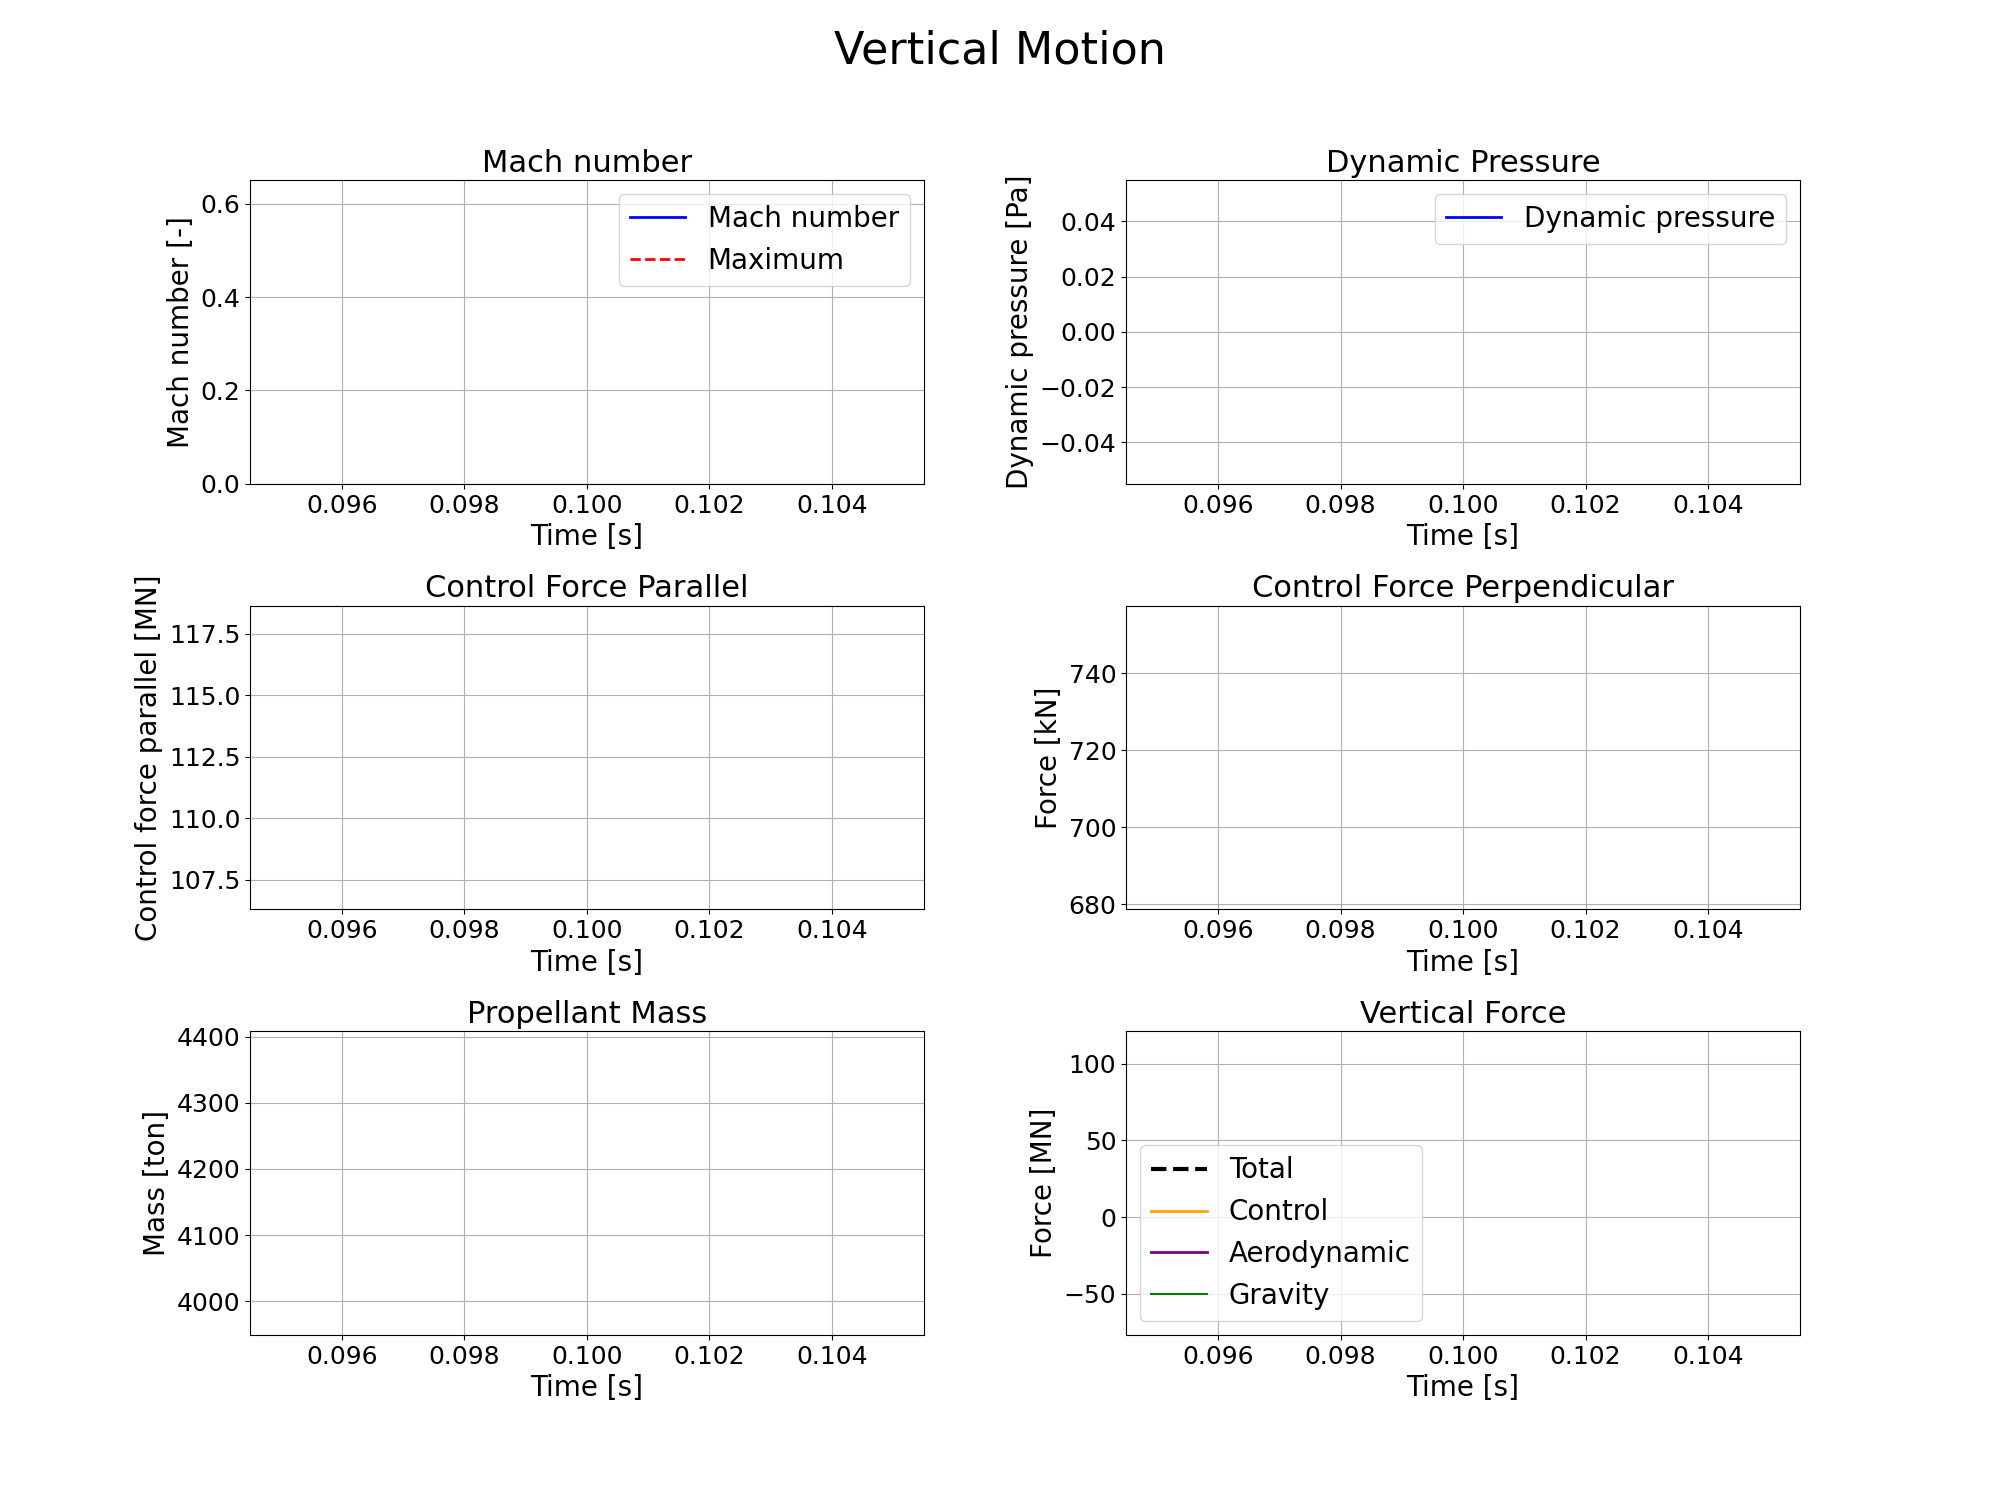 Vertical Motion
Mach number
Mach number [-]
0.6
0.4
0.2
0.0
Mach number
Maximum
0.096 0.098 0.100 0.102 0.104
Time [s]
Dynamic Pressure
Dynamic pressure [Pa]
0.04
0.02
0.00
−0.02
−0.04
Dynamic pressure
0.096 0.098 0.100 0.102 0.104
Time [s]
Control Force Parallel
Control force parallel [MN]
117.5
115.0
112.5
110.0
107.5
0.096 0.098 0.100 0.102 0.104
Time [s]
Control Force Perpendicular
Force [kN]
740
720
700
680
0.096 0.098 0.100 0.102 0.104
Time [s]
Propellant Mass
Mass [ton]
4400
4300
4200
4100
4000
0.096 0.098 0.100 0.102 0.104
Time [s]
Vertical Force
Force [MN]
100
50
0
−50
Total
Control
Aerodynamic
Gravity
0.096 0.098 0.100 0.102 0.104
Time [s]